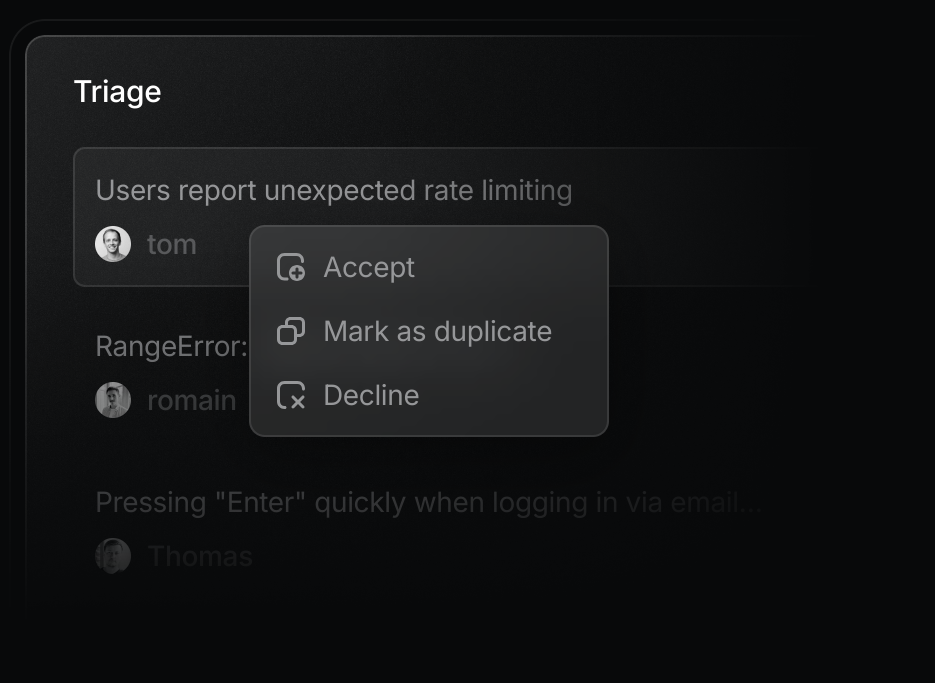 Triage
Users report unexpected rate limiting
tom
Accept
Mark as duplicate
Decline
RangeError:
romain
Pressing "Enter" quickly when logging in via email...
Thomas